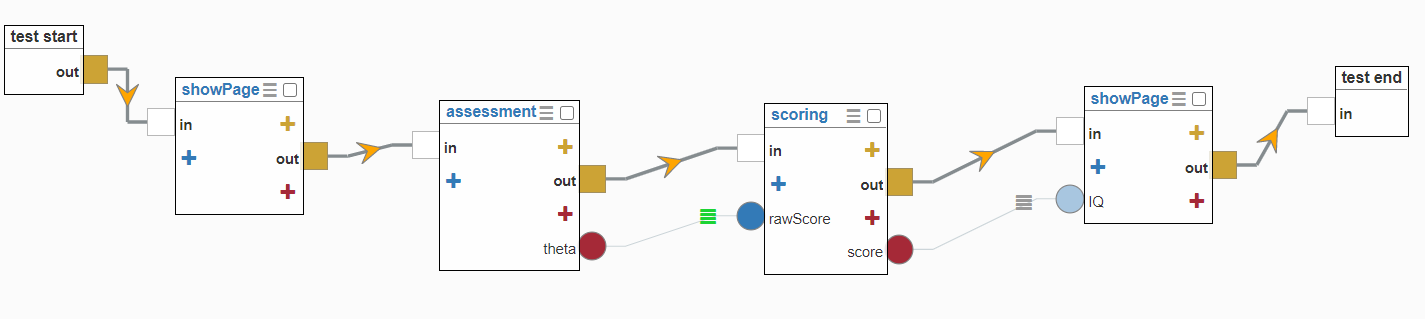 test start
out
showPage
in
out
assessment
in
out
theta
scoring
in
out
rawScore
score
showPage
in
out
IQ
test end
in